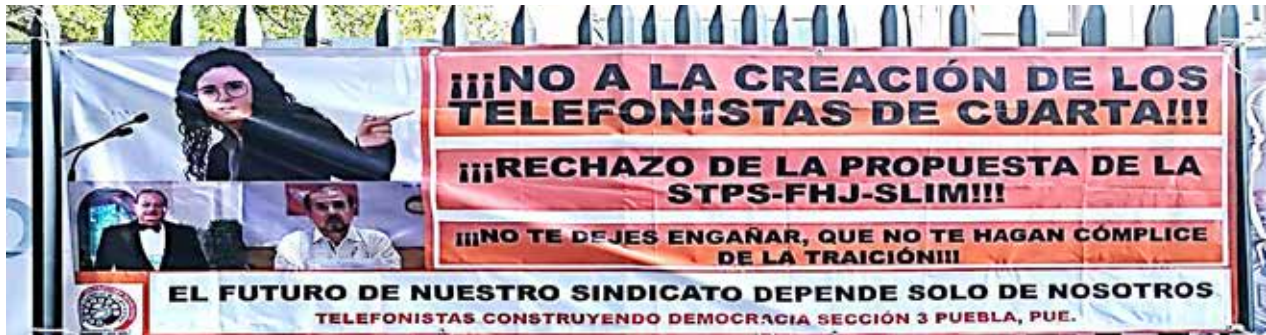 ¡¡¡NO A LA CREACIÓN DE LOS
TELEFONISTAS DE CUARTA!!!
¡¡¡RECHAZO DE LA PROPUESTA DE LA
STPS-FHJ-SLIM!!!
¡¡¡NO TE DEJES ENGAÑAR, QUE NO TE HAGAN CÓMPLICE
DE LA TRAICIÓN!!!
EL FUTURO DE NUESTRO SINDICATO DEPENDE SOLO DE NOSOTROS
TELEFONISTAS CONSTRUYENDO DEMOCRACIA SECCIÓN 3 PUEBLA, PUE.